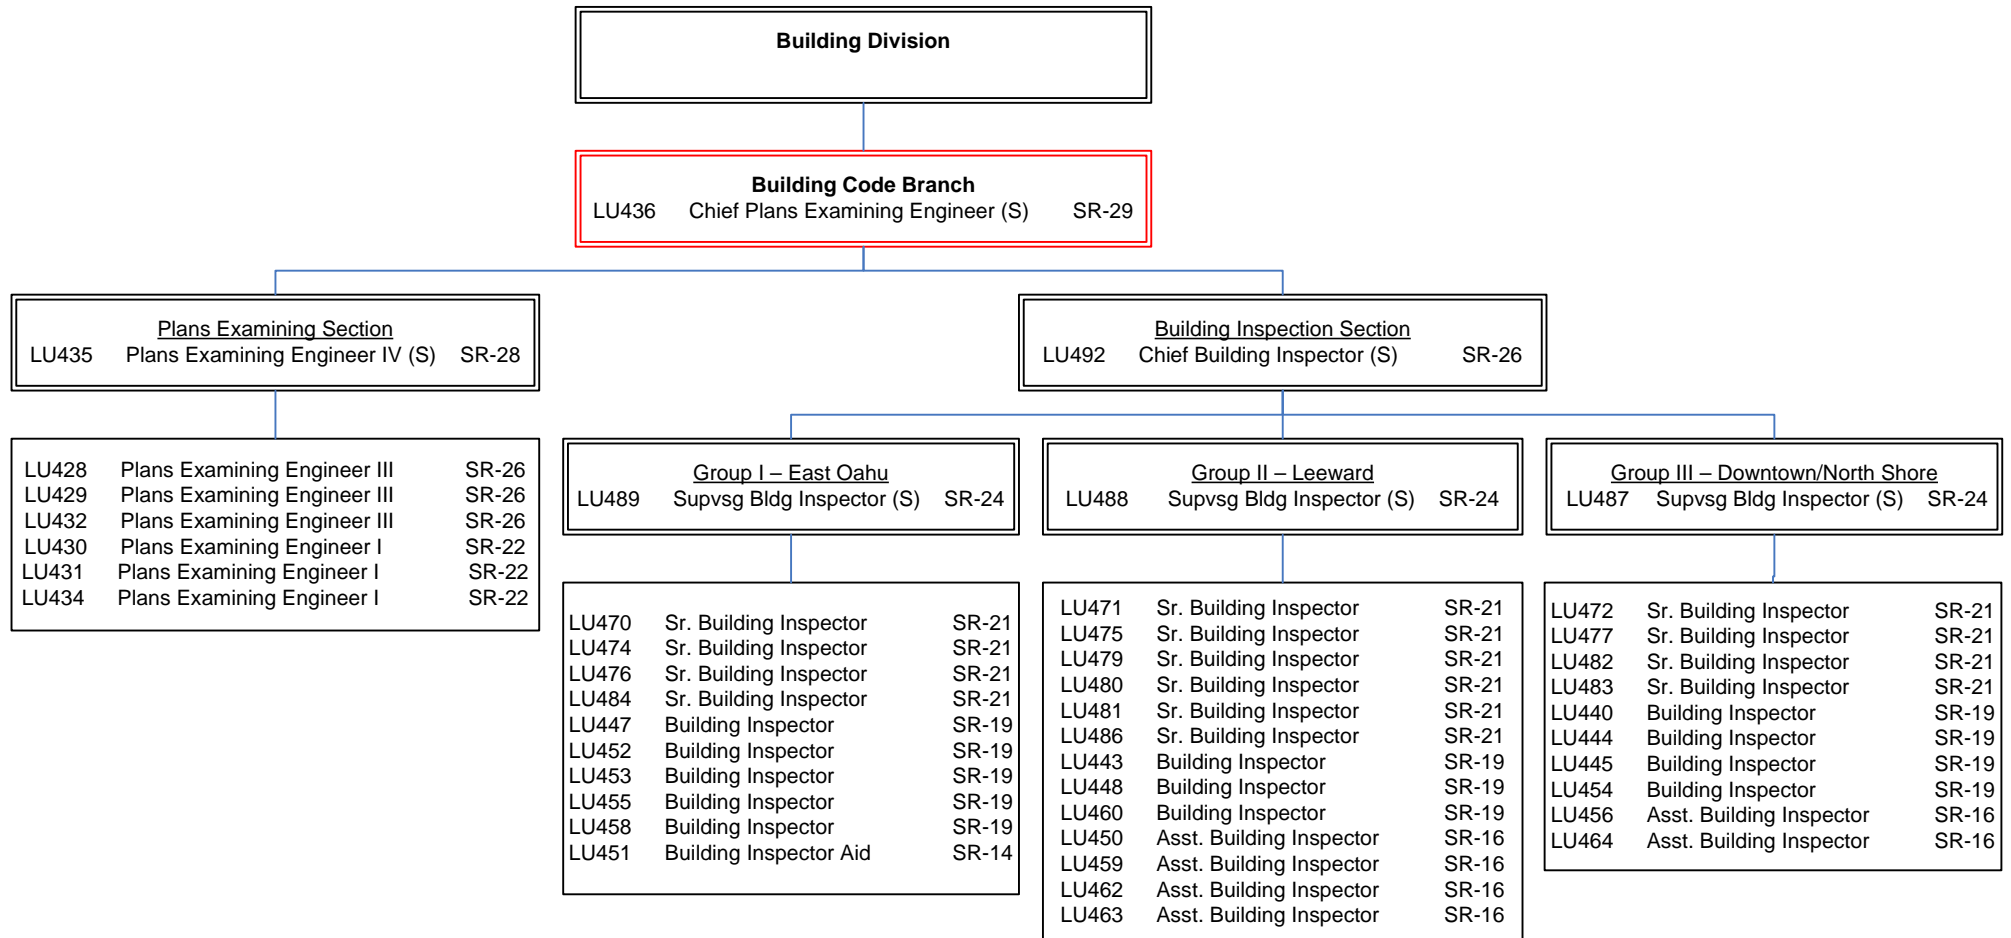 Building Division
Building Code Branch
LU436 Chief Plans Examining Engineer (S) SR-29
Plans Examining Section
LU435 Plans Examining Engineer IV (S) SR-28
Building Inspection Section
LU492 Chief Building Inspector (S) SR-26
LU428 Plans Examining Engineer III SR-26
LU429 Plans Examining Engineer III SR-26
LU432 Plans Examining Engineer III SR-26
LU430 Plans Examining Engineer I SR-22
LU431 Plans Examining Engineer I SR-22
LU434 Plans Examining Engineer I SR-22
Group I – East Oahu
LU489 Supvsg Bldg Inspector (S) SR-24
Group II – Leeward
LU488 Supvsg Bldg Inspector (S) SR-24
Group III – Downtown/North Shore
LU487 Supvsg Bldg Inspector (S) SR-24
LU470 Sr. Building Inspector SR-21
LU474 Sr. Building Inspector SR-21
LU476 Sr. Building Inspector SR-21
LU484 Sr. Building Inspector SR-21
LU447 Building Inspector SR-19
LU452 Building Inspector SR-19
LU453 Building Inspector SR-19
LU455 Building Inspector SR-19
LU458 Building Inspector SR-19
LU451 Building Inspector Aid SR-14
LU471 Sr. Building Inspector SR-21
LU475 Sr. Building Inspector SR-21
LU479 Sr. Building Inspector SR-21
LU480 Sr. Building Inspector SR-21
LU481 Sr. Building Inspector SR-21
LU486 Sr. Building Inspector SR-21
LU443 Building Inspector SR-19
LU448 Building Inspector SR-19
LU460 Building Inspector SR-19
LU450 Asst. Building Inspector SR-16
LU459 Asst. Building Inspector SR-16
LU462 Asst. Building Inspector SR-16
LU463 Asst. Building Inspector SR-16
LU472 Sr. Building Inspector SR-21
LU477 Sr. Building Inspector SR-21
LU482 Sr. Building Inspector SR-21
LU483 Sr. Building Inspector SR-21
LU440 Building Inspector SR-19
LU444 Building Inspector SR-19
LU445 Building Inspector SR-19
LU454 Building Inspector SR-19
LU456 Asst. Building Inspector SR-16
LU464 Asst. Building Inspector SR-16